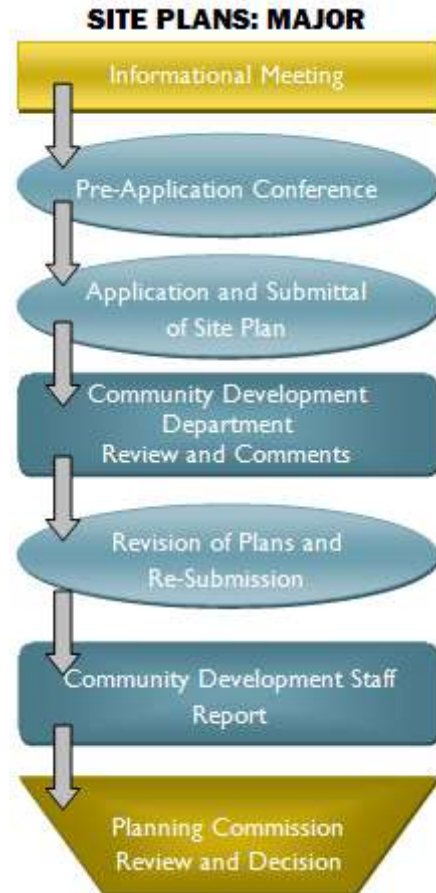 SITE PLANS: MAJOR
Informational Meeting
Pre-Application Conference
Application and Submittal
of Site Plan
Community Development
Department
Review and Comments
Revision of Plans and
Re-Submission
Community Development Staff
Report
Planning Commission
Review and Decision